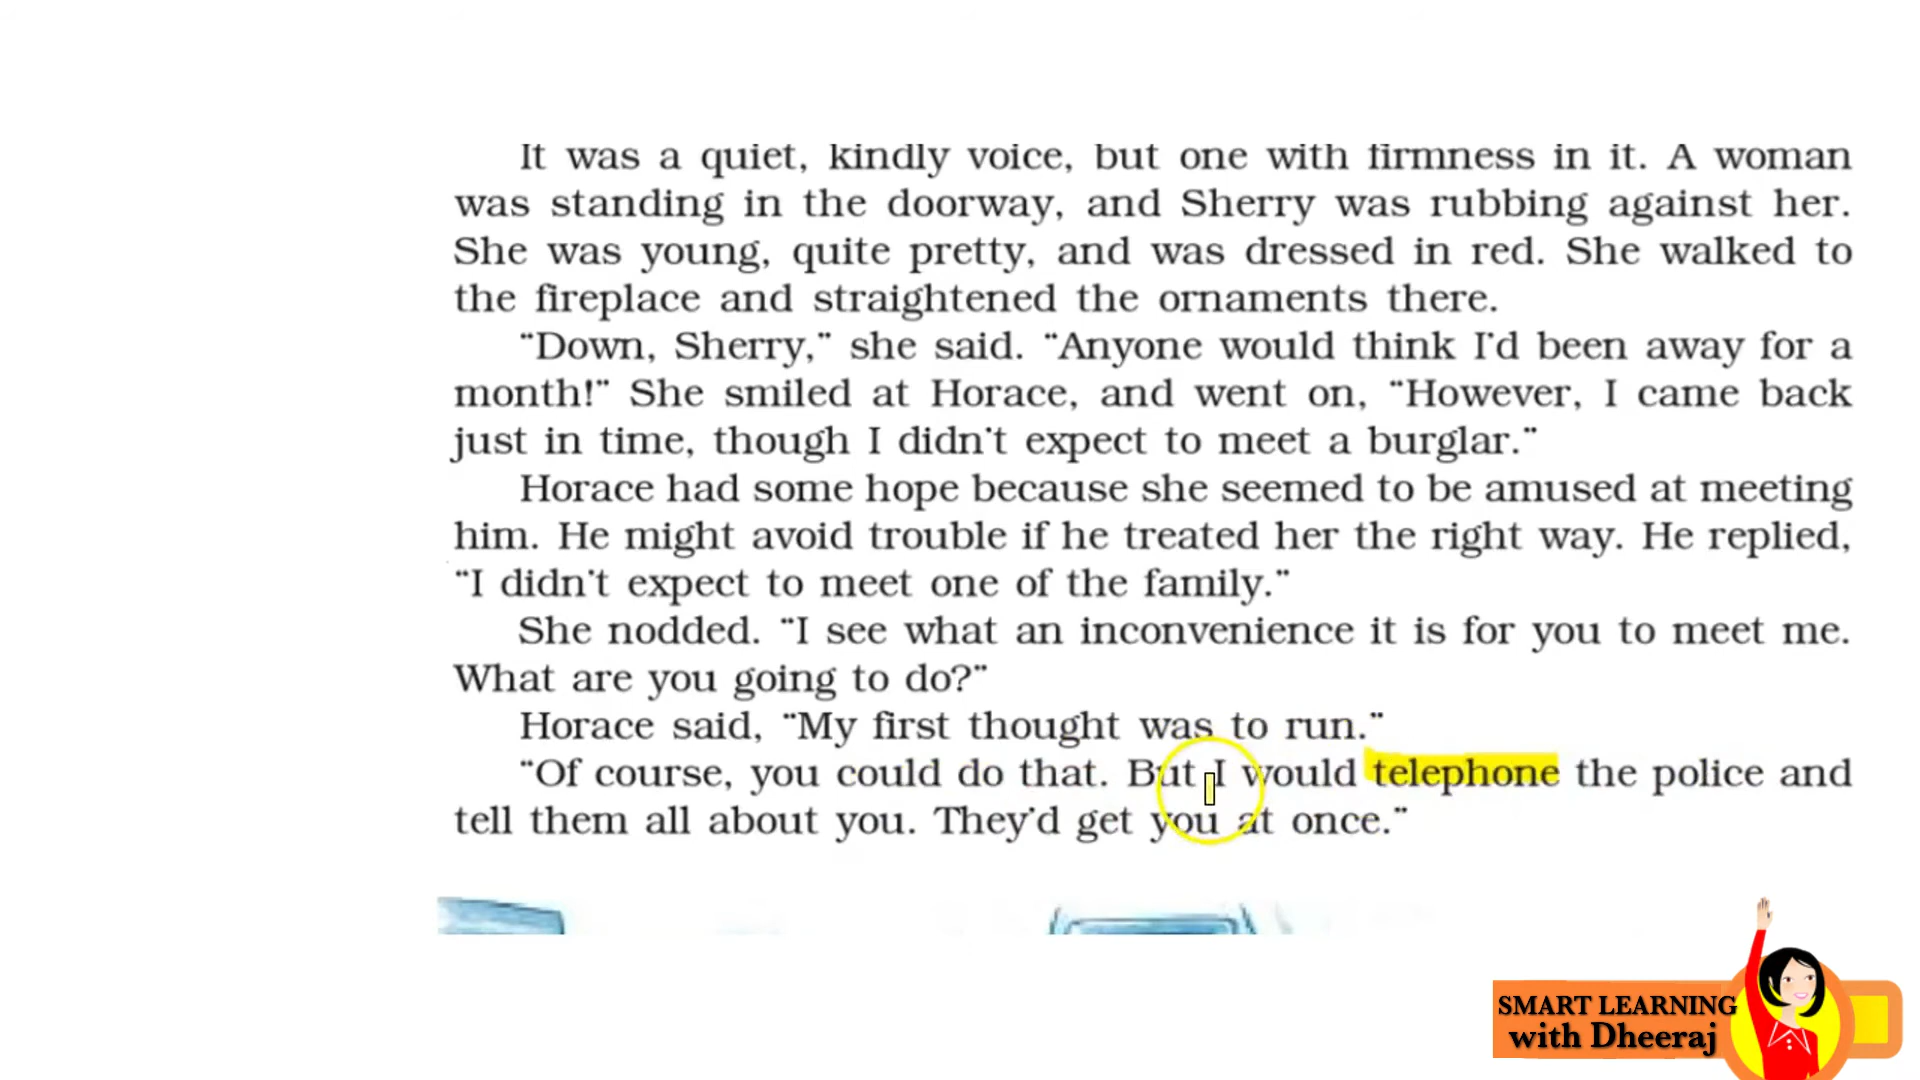 It was a quiet, kindly voice, but one with firmness in it. A woman
was standing in the doorway, and Sherry was rubbing against her.
She was young, quite pretty, and was dressed in red. She walked to
the fireplace and straightened the ornaments there.
“Down, Sherry,” she said. “Anyone would think I'd been away for a
month!” She smiled at Horace, and went on, “However, I came back
just in time, though I didn't expect to meet a burglar.”
Horace had some hope because she seemed to be amused at meeting
him. He might avoid trouble if he treated her the right way. He replied,
“I didn't expect to meet one of the family.”
She nodded. “I see what an inconvenience it is for you to meet me.
What are you going to do?”
Horace said, “My first thought was to run.”
“Of course, you could do that. But I would telephone the police and
tell them all about you. They'd get you at once.”
SMART LEARNING
with Dheeraj